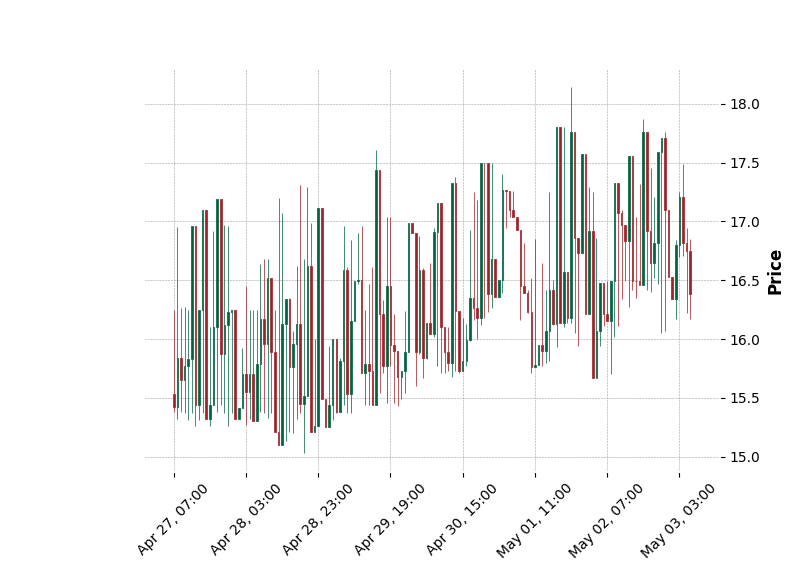 18.0
17.5
17.0
16.5
16.0
15.5
15.0
Price
Apr 27, 07:00
Apr 28, 03:00
Apr 28, 23:00
Apr 29, 19:00
Apr 30, 15:00
May 01, 11:00
May 02, 07:00
May 03, 03:00